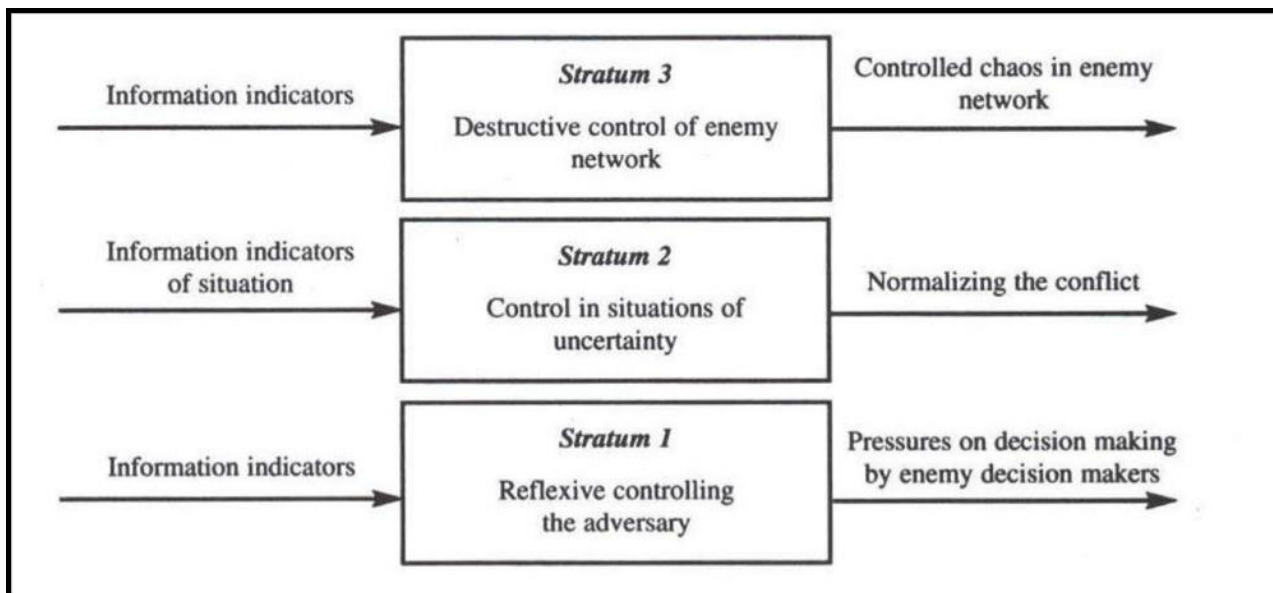 Information indicators
Stratum 3
Destructive control of enemy
network
Controlled chaos in enemy
network
Information indicators
of situation
Stratum 2
Control in situations of
uncertainty
Normalizing the conflict
Information indicators
Stratum 1
Reflexive controlling
the adversary
Pressures on decision making
by enemy decision makers